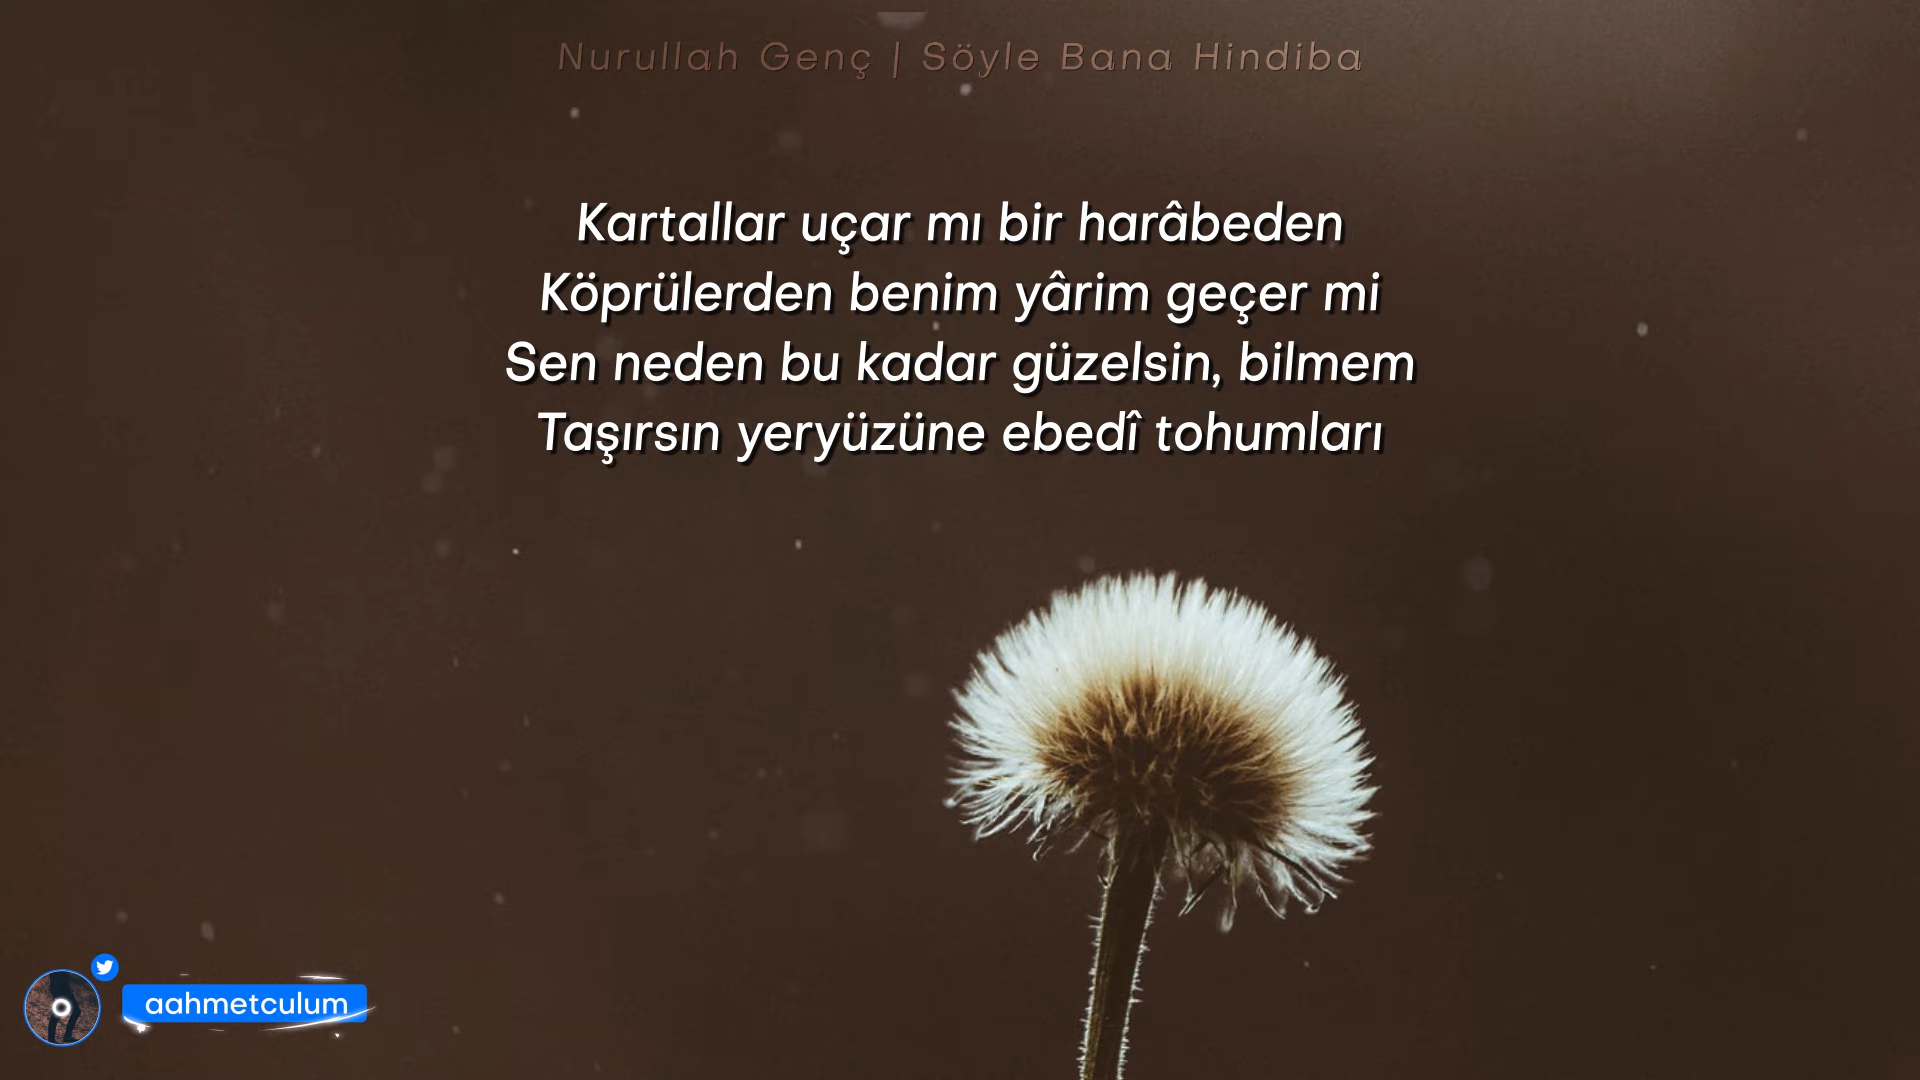 Nurullah Genç | Söyle Bana Hindiba
Kartallar uçar mı bir harâbeden
Köprülerden benim yârim geçer mi
Sen neden bu kadar güzelsin, bilmem
Taşırsın yeryüzüne ebedî tohumları
aahmetculum